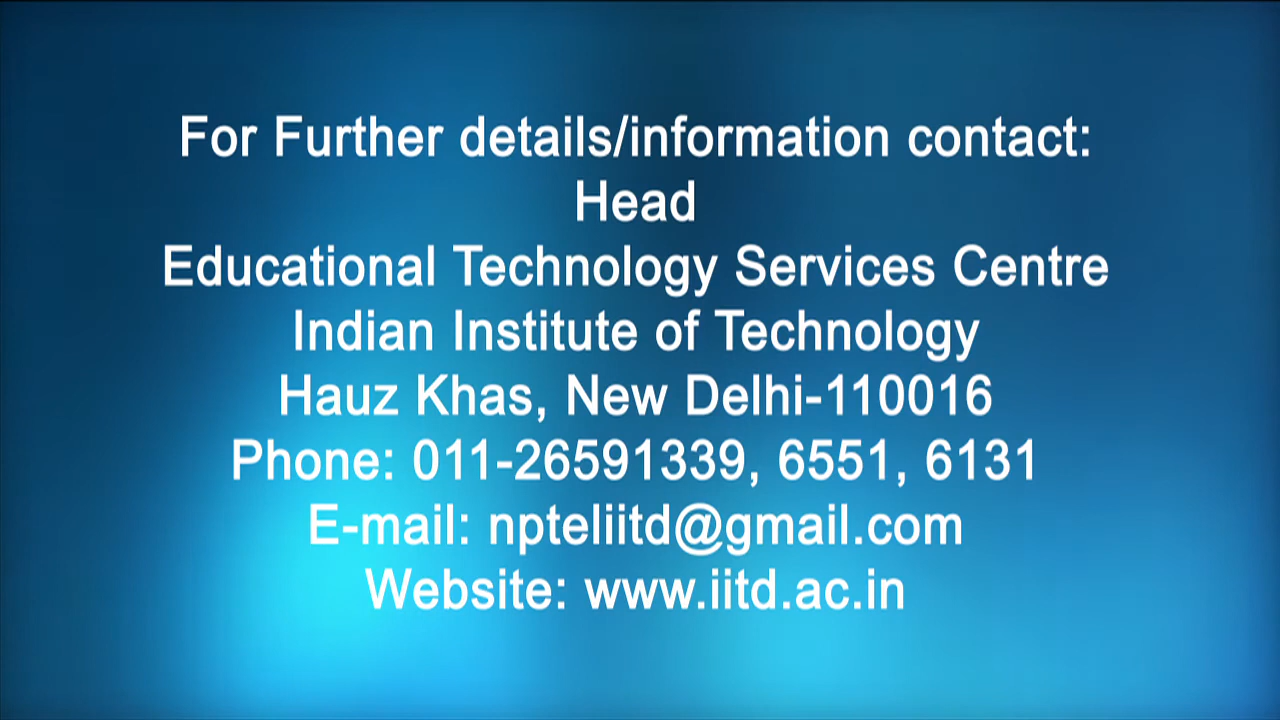 For Further details/information contact:
Head
Educational Technology Services Centre
Indian Institute of Technology
Hauz Khas, New Delhi-110016
Phone: 011-26591339, 6551, 6131
E-mail: npteliitd@gmail.com
Website: www.iitd.ac.in